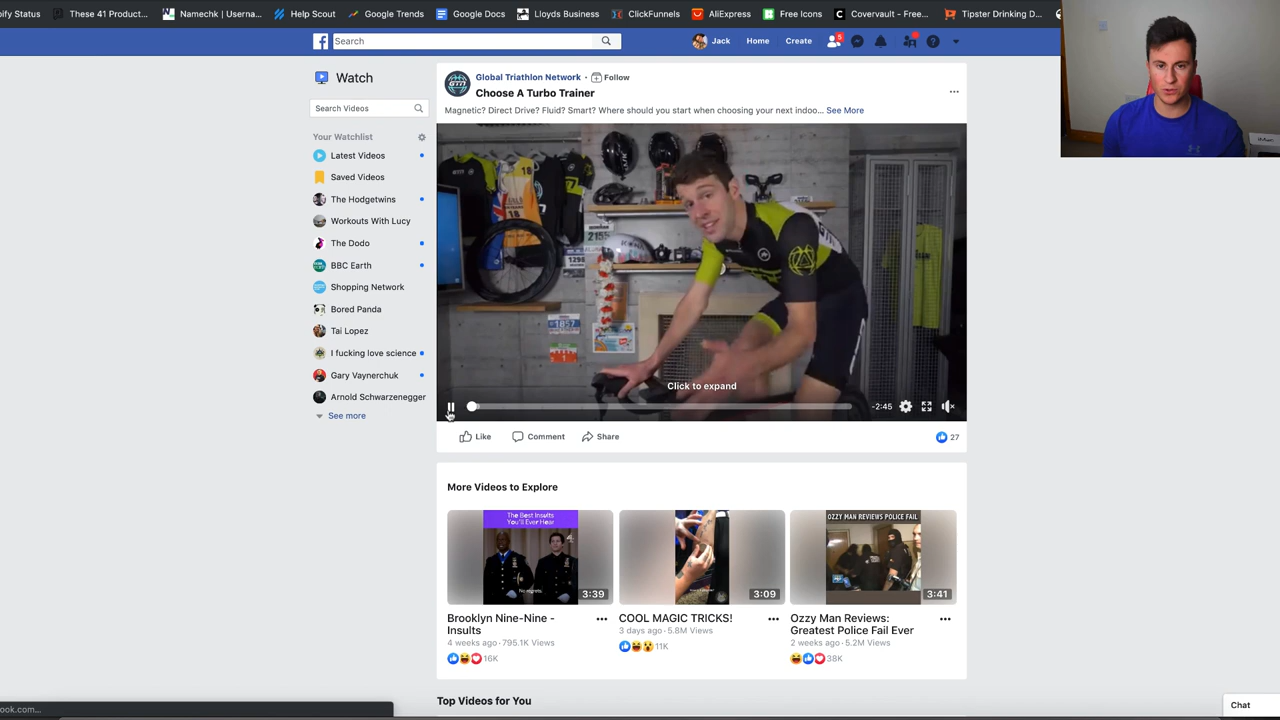 pify Status
These 41 Product...
Namechk | Userna...
Help Scout
Google Trends
Google Docs
Lloyds Business
ClickFunnels
AliExpress
Free Icons
Covervault - Free...
Tipster Drinking D...
Search
Jack
Home
Create
5
Watch
Search Videos
Your Watchlist
Latest Videos
Saved Videos
The Hodgetwins
Workouts With Lucy
The Dodo
BBC Earth
Shopping Network
Bored Panda
Tai Lopez
I fucking love science
Gary Vaynerchuk
Arnold Schwarzenegger
See more
Global Triathlon Network · Follow
Choose A Turbo Trainer
Magnetic? Direct Drive? Fluid? Smart? Where should you start when choosing your next indoo... See More
18
18
1857
Click to expand
-2:45
Like
Comment
Share
27
More Videos to Explore
The Best Insults
You'll Ever Hear
No regrets.
3:39
3:09
OZZY MAN REVIEWS POLICE FAIL
3:41
Brooklyn Nine-Nine -
Insults
4 weeks ago · 795.1K Views
16K
COOL MAGIC TRICKS!
3 days ago · 5.8M Views
11K
Ozzy Man Reviews:
Greatest Police Fail Ever
2 weeks ago · 5.2M Views
38K
Top Videos for You
ook.com...
Chat